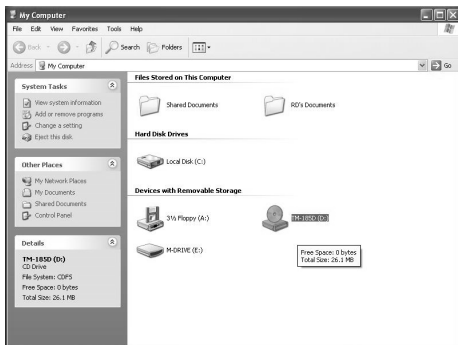 My Computer
File Edit View Favorites Tools Help
Back Search Folders
Address My Computer Go
System Tasks
View system information
Add or remove programs
Change a setting
Eject this disk
Other Places
My Network Places
My Documents
Shared Documents
Control Panel
Details
TM-185D (D:)
CD Drive
File System: CDFS
Free Space: 0 bytes
Total Size: 26.1 MB
Files Stored on This Computer
Shared Documents RD's Documents
Hard Disk Drives
Local Disk (C:)
Devices with Removable Storage
3½ Floppy (A:) TM-185D (D:)
M-DRIVE (E:)
Free Space: 0 bytes
Total Size: 26.1 MB